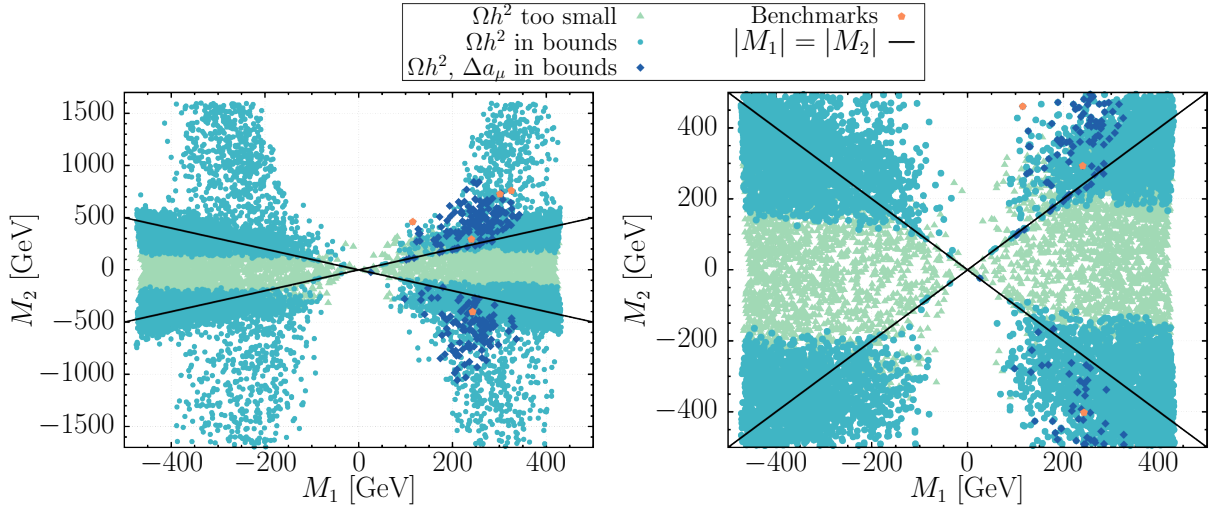 Ωh² too small
Ωh² in bounds
Ωh², Δaμ in bounds
Benchmarks
|M₁| = |M₂|
1500
1000
500
0
−500
−1000
−1500
M₂ [GeV]
−400 −200 0 200 400
M₁ [GeV]
400
200
0
−200
−400
M₂ [GeV]
−400 −200 0 200 400
M₁ [GeV]